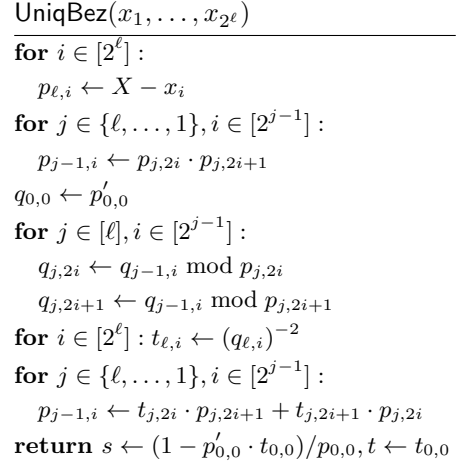 UniqBez(x₁, . . . , x_{2^ℓ})
for i ∈ [2^ℓ] :
p_{ℓ,i} ← X − x_i
for j ∈ {ℓ, . . . , 1}, i ∈ [2^{j−1}] :
p_{j−1,i} ← p_{j,2i} · p_{j,2i+1}
q_{0,0} ← p′_{0,0}
for j ∈ [ℓ], i ∈ [2^{j−1}] :
q_{j,2i} ← q_{j−1,i} mod p_{j,2i}
q_{j,2i+1} ← q_{j−1,i} mod p_{j,2i+1}
for i ∈ [2^ℓ] : t_{ℓ,i} ← (q_{ℓ,i})^{−2}
for j ∈ {ℓ, . . . , 1}, i ∈ [2^{j−1}] :
p_{j−1,i} ← t_{j,2i} · p_{j,2i+1} + t_{j,2i+1} · p_{j,2i}
return s ← (1 − p′_{0,0} · t_{0,0})/p_{0,0}, t ← t_{0,0}